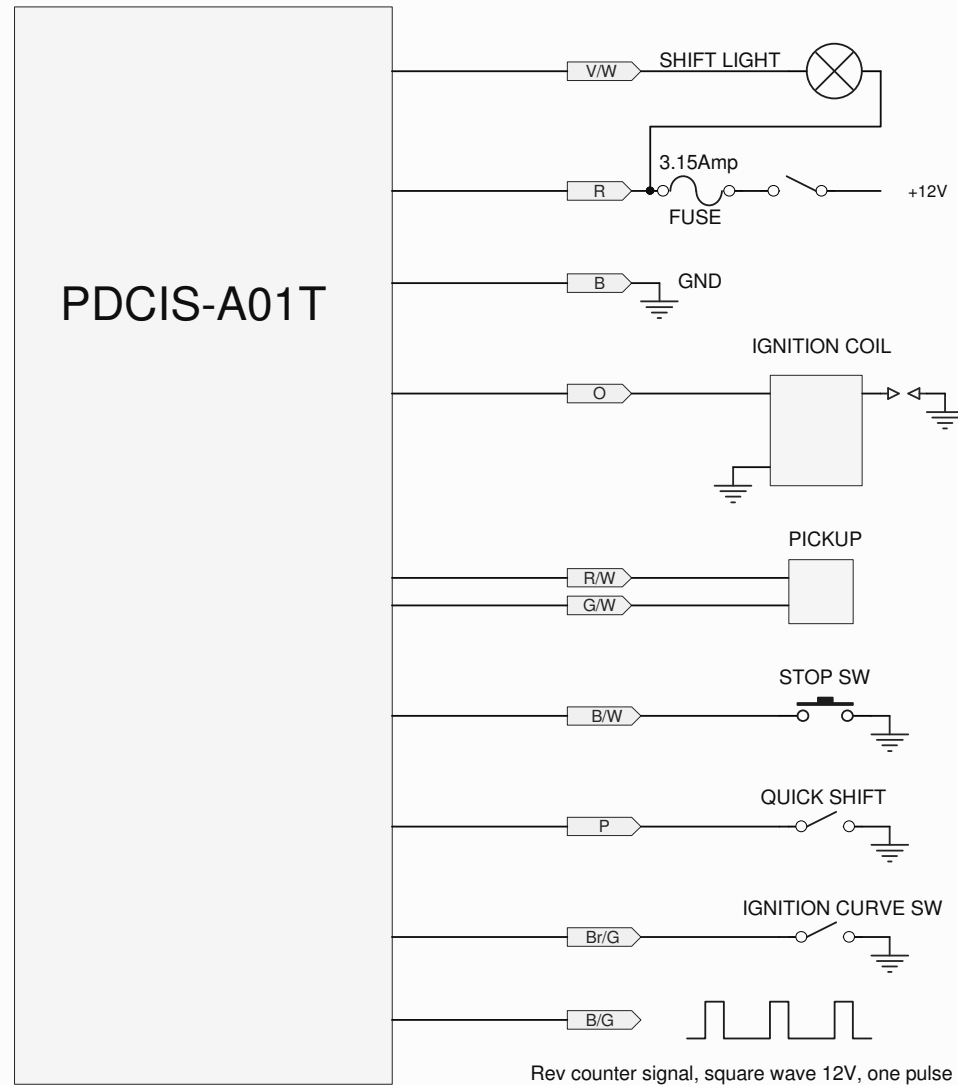 V/W
SHIFT LIGHT
3.15Amp
R
FUSE
+12V
PDCIS-A01T
B
GND
IGNITION COIL
O
PICKUP
R/W
G/W
STOP SW
B/W
QUICK SHIFT
P
IGNITION CURVE SW
Br/G
B/G
Rev counter signal, square wave 12V, one pulse